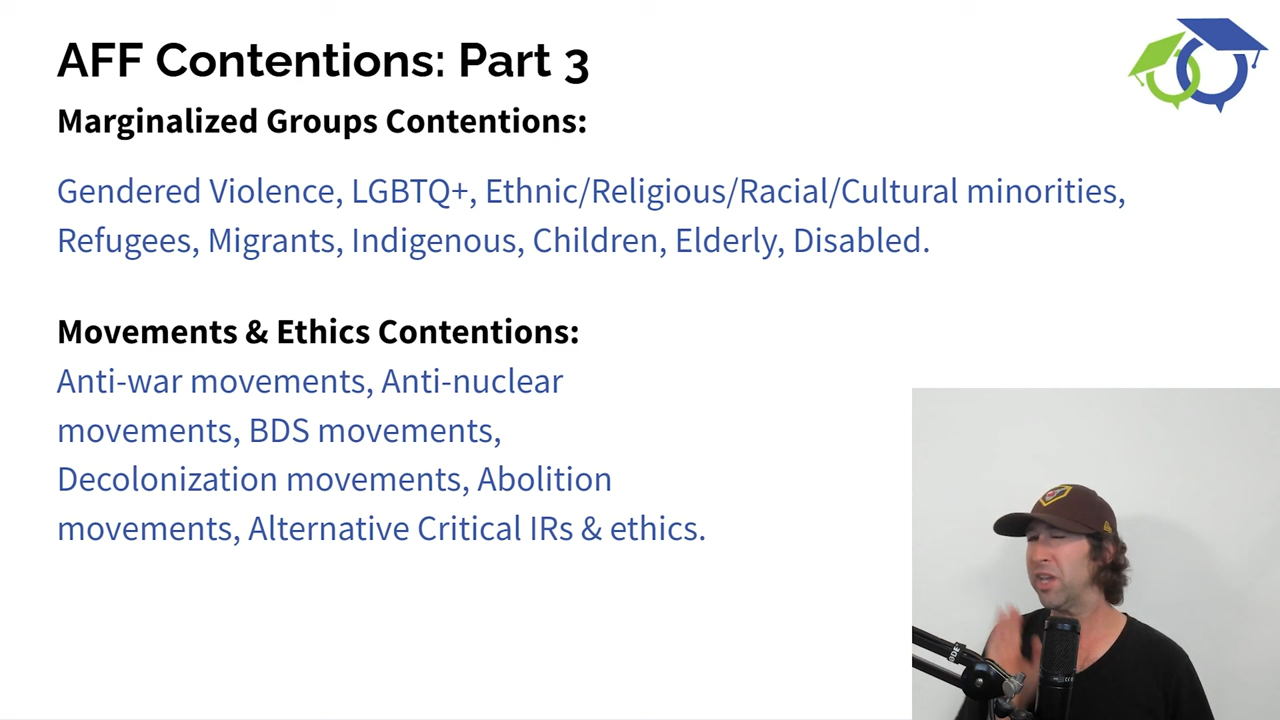 AFF Contentions: Part 3
Marginalized Groups Contentions:
Gendered Violence, LGBTQ+, Ethnic/Religious/Racial/Cultural minorities,
Refugees, Migrants, Indigenous, Children, Elderly, Disabled.
Movements & Ethics Contentions:
Anti-war movements, Anti-nuclear
movements, BDS movements,
Decolonization movements, Abolition
movements, Alternative Critical IRs & ethics.